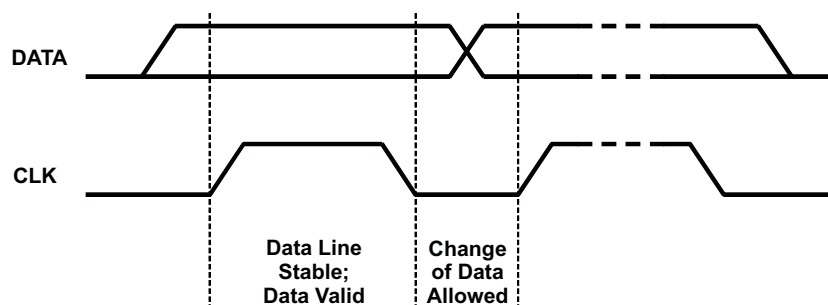 DATA
CLK
Data Line
Stable;
Data Valid
Change
of Data
Allowed